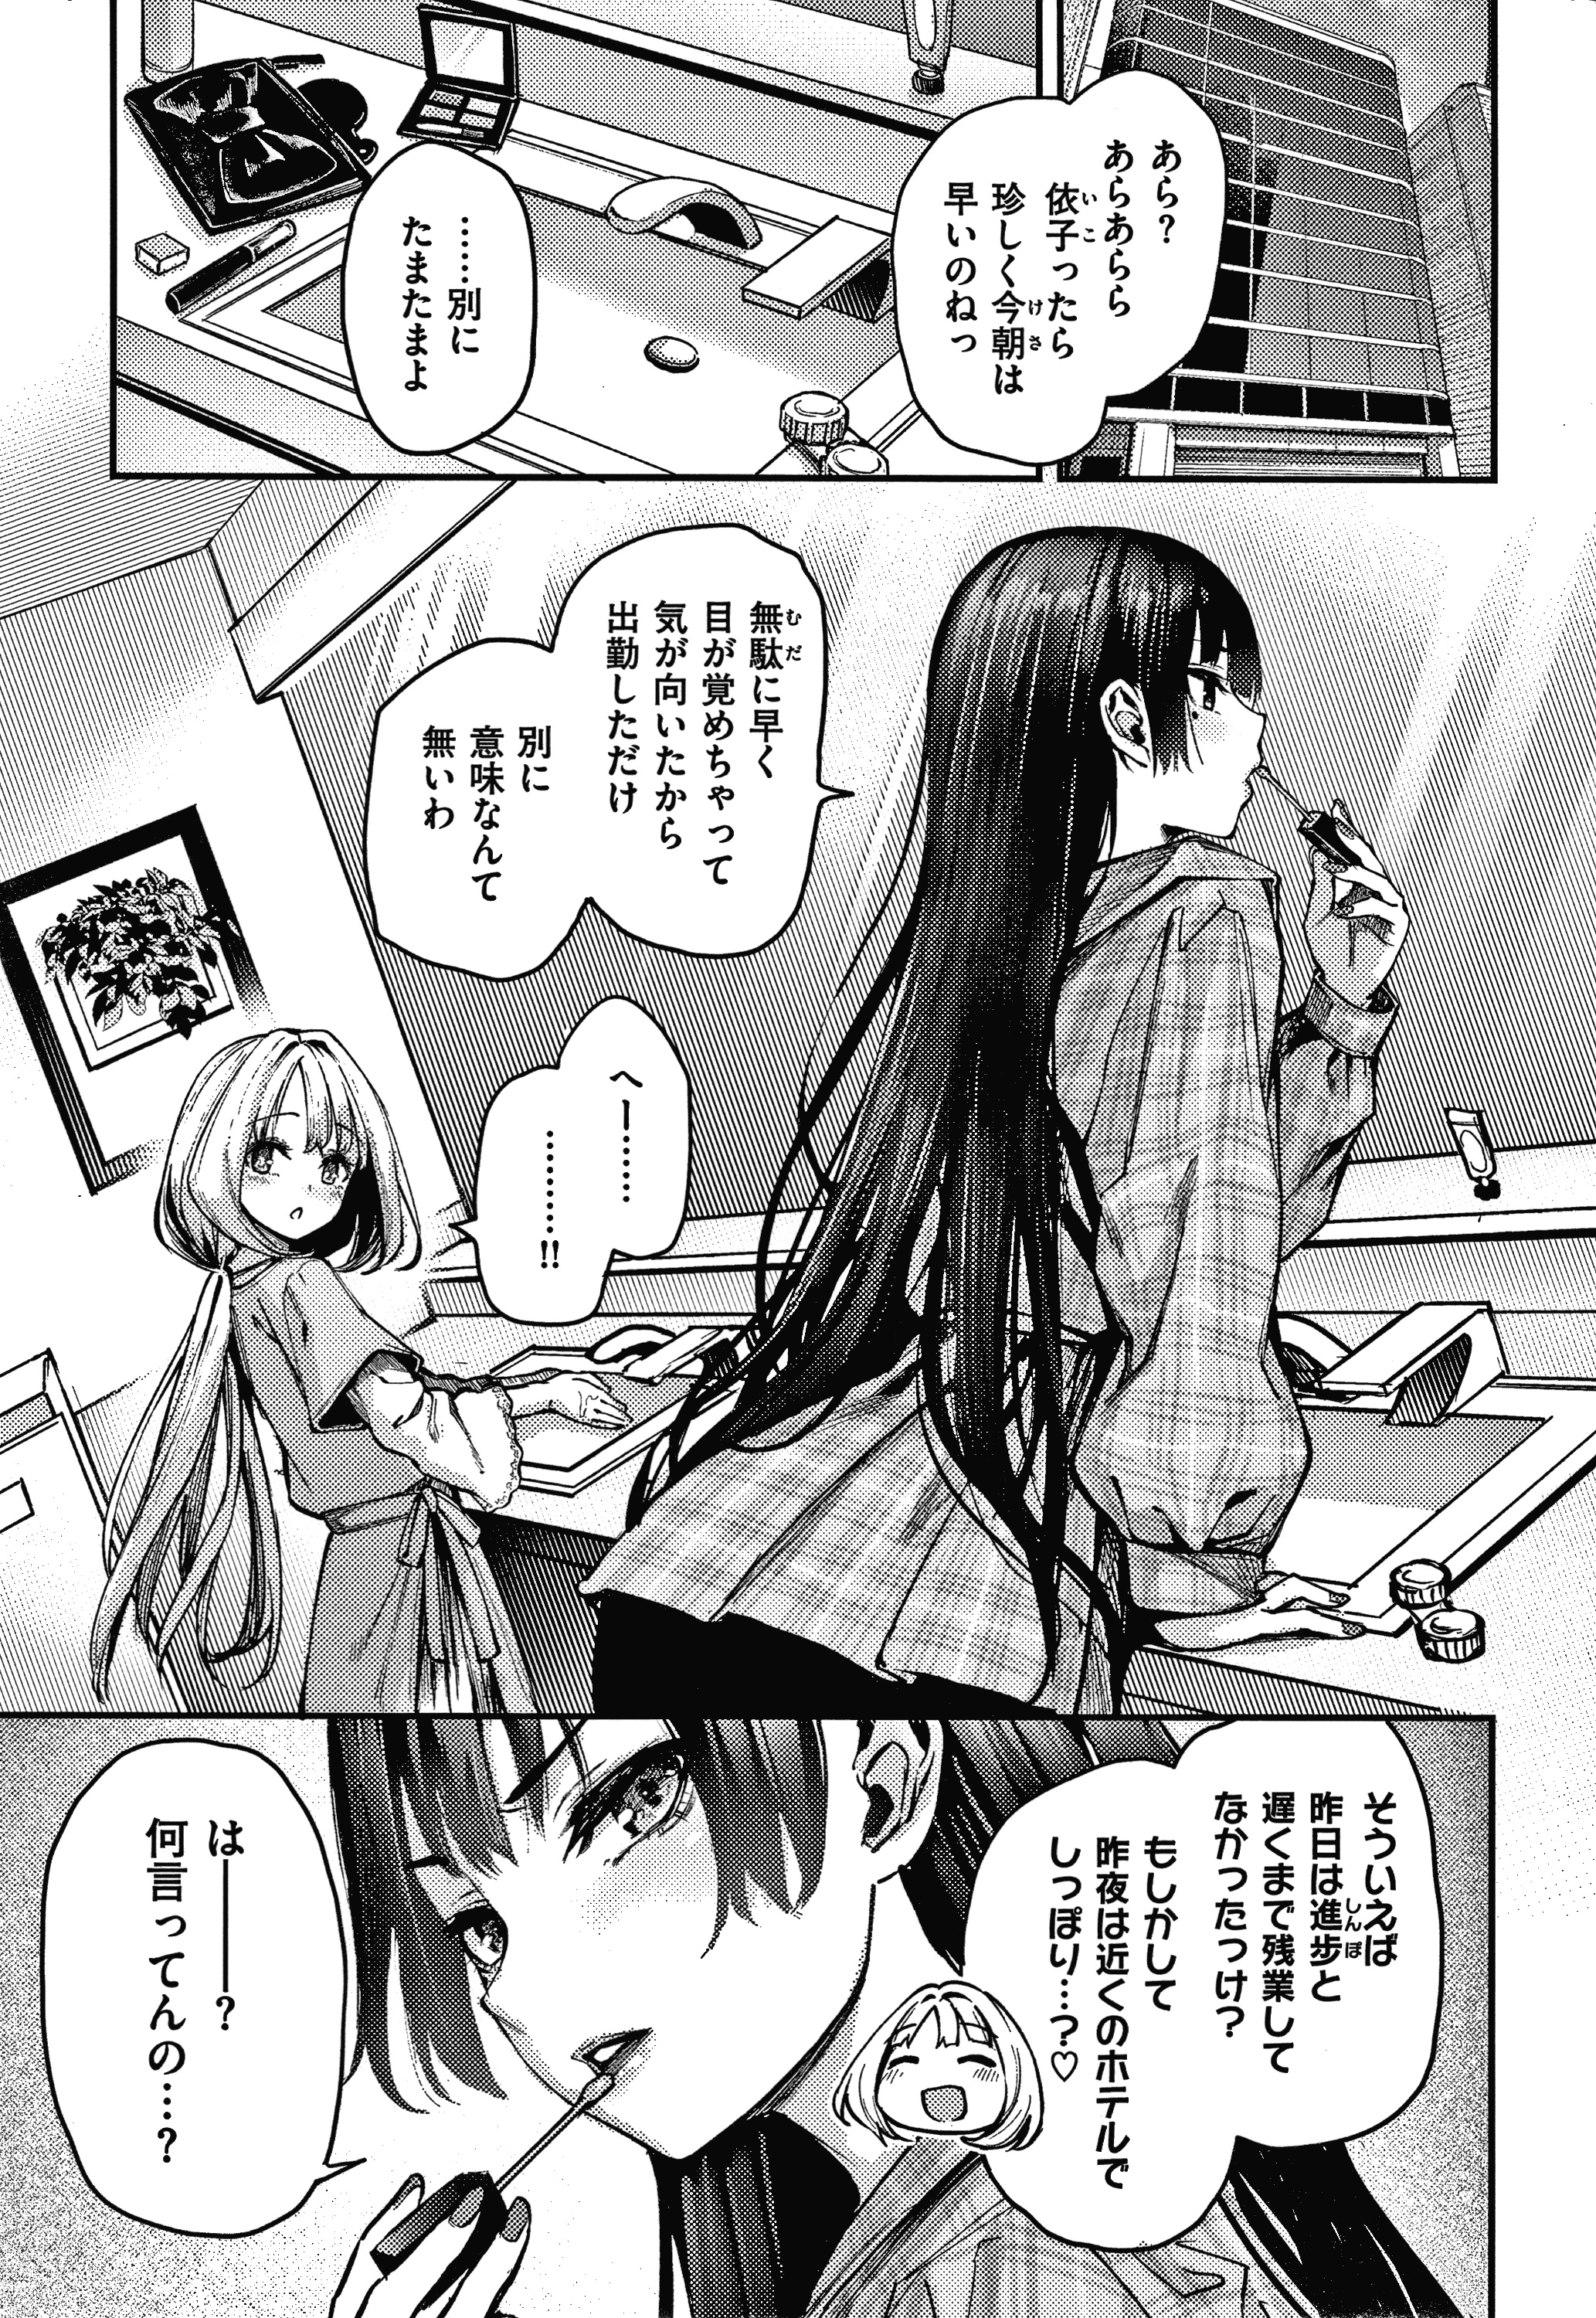 あら?
あらあらら
依子ったら
珍しく今朝は
早いのねっ
……別に
たまたまよ
無駄に早く
目が覚めちゃって
気が向いたから
出勤しただけ
別に
意味なんて
無いわ
へー……
………!!
そういえば
昨日は進歩と
遅くまで残業して
なかったっけ?
もしかして
昨夜は近くのホテルで
しっぽり…?♡
は――?
何言ってんの…?